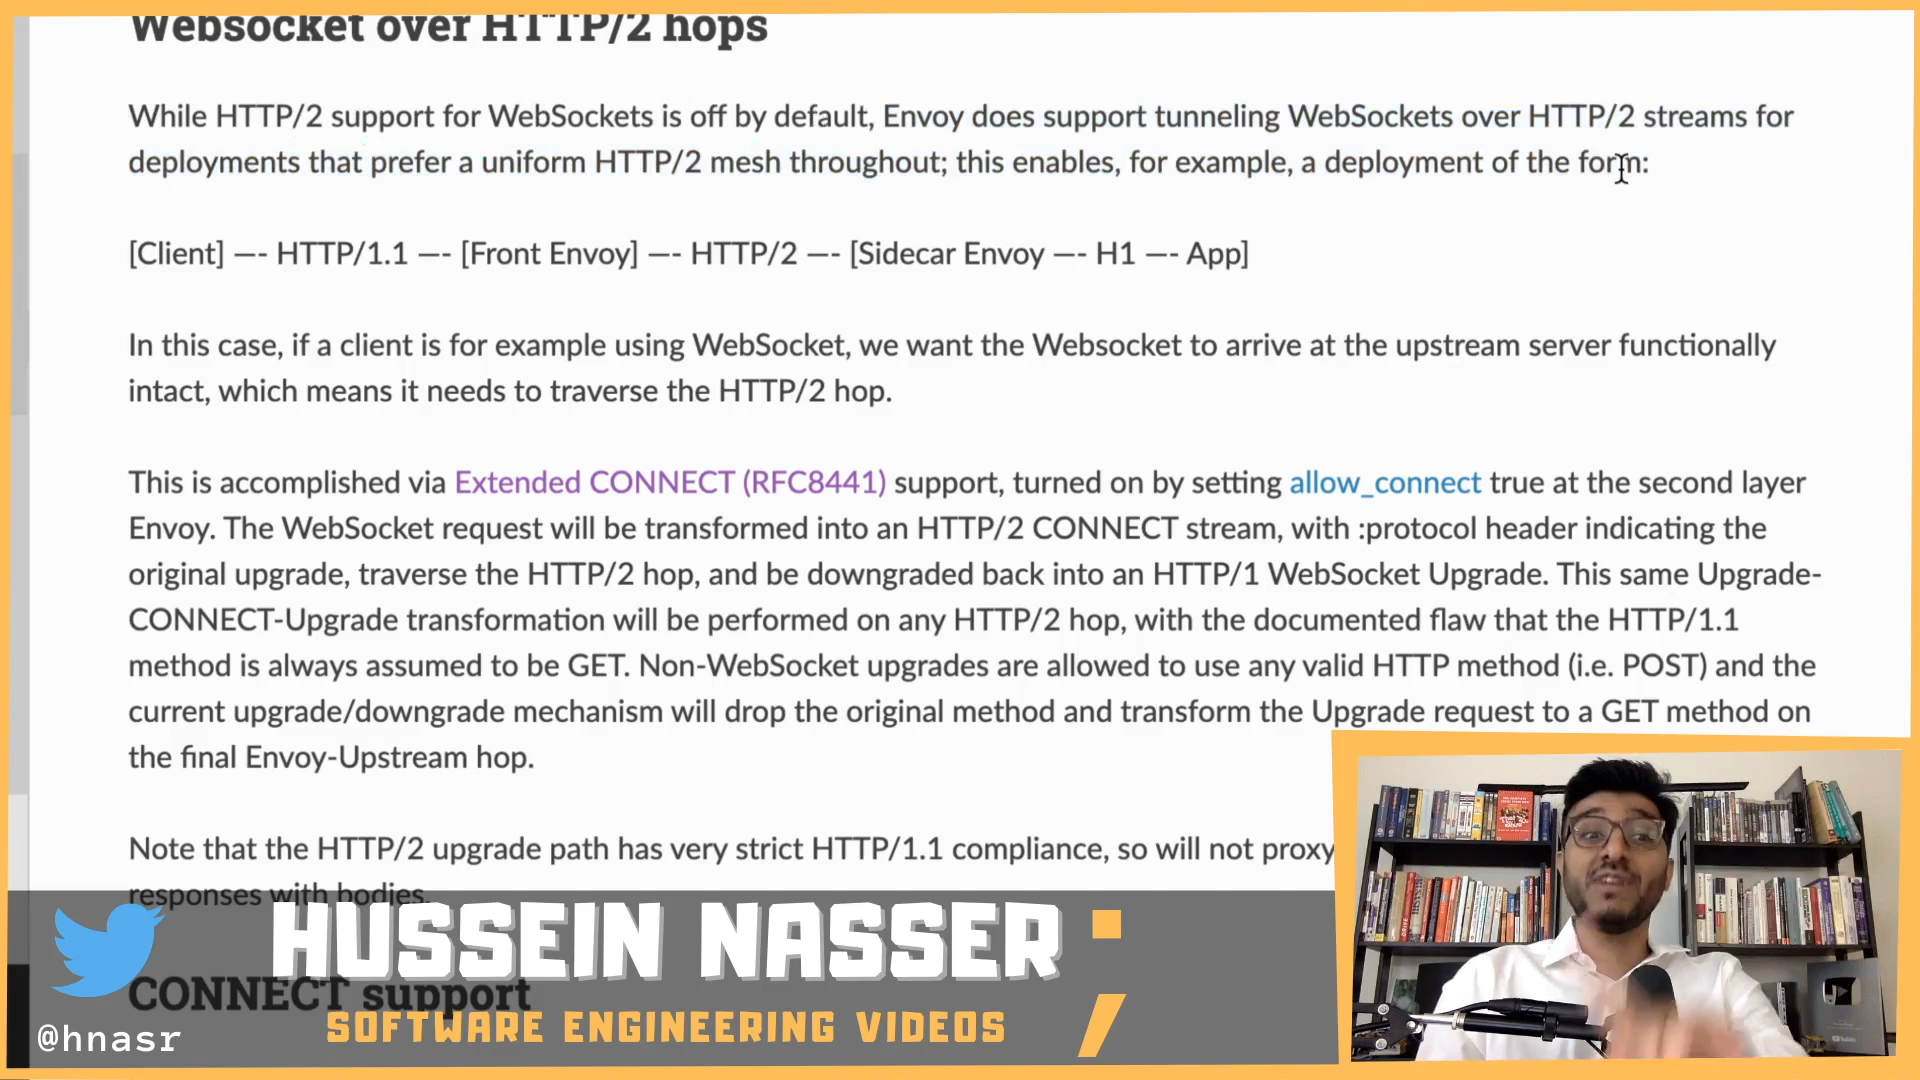 Websocket over HTTP/2 hops
While HTTP/2 support for WebSockets is off by default, Envoy does support tunneling WebSockets over HTTP/2 streams for
deployments that prefer a uniform HTTP/2 mesh throughout; this enables, for example, a deployment of the form:
[Client] —- HTTP/1.1 —- [Front Envoy] —- HTTP/2 —- [Sidecar Envoy —- H1 —- App]
In this case, if a client is for example using WebSocket, we want the Websocket to arrive at the upstream server functionally
intact, which means it needs to traverse the HTTP/2 hop.
This is accomplished via Extended CONNECT (RFC8441) support, turned on by setting allow_connect true at the second layer
Envoy. The WebSocket request will be transformed into an HTTP/2 CONNECT stream, with :protocol header indicating the
original upgrade, traverse the HTTP/2 hop, and be downgraded back into an HTTP/1 WebSocket Upgrade. This same Upgrade-
CONNECT-Upgrade transformation will be performed on any HTTP/2 hop, with the documented flaw that the HTTP/1.1
method is always assumed to be GET. Non-WebSocket upgrades are allowed to use any valid HTTP method (i.e. POST) and the
current upgrade/downgrade mechanism will drop the original method and transform the Upgrade request to a GET method on
the final Envoy-Upstream hop.
Note that the HTTP/2 upgrade path has very strict HTTP/1.1 compliance, so will not proxy
responses with bodies.
HUSSEIN NASSER ;
CONNECT support
SOFTWARE ENGINEERING VIDEOS
@hnasr